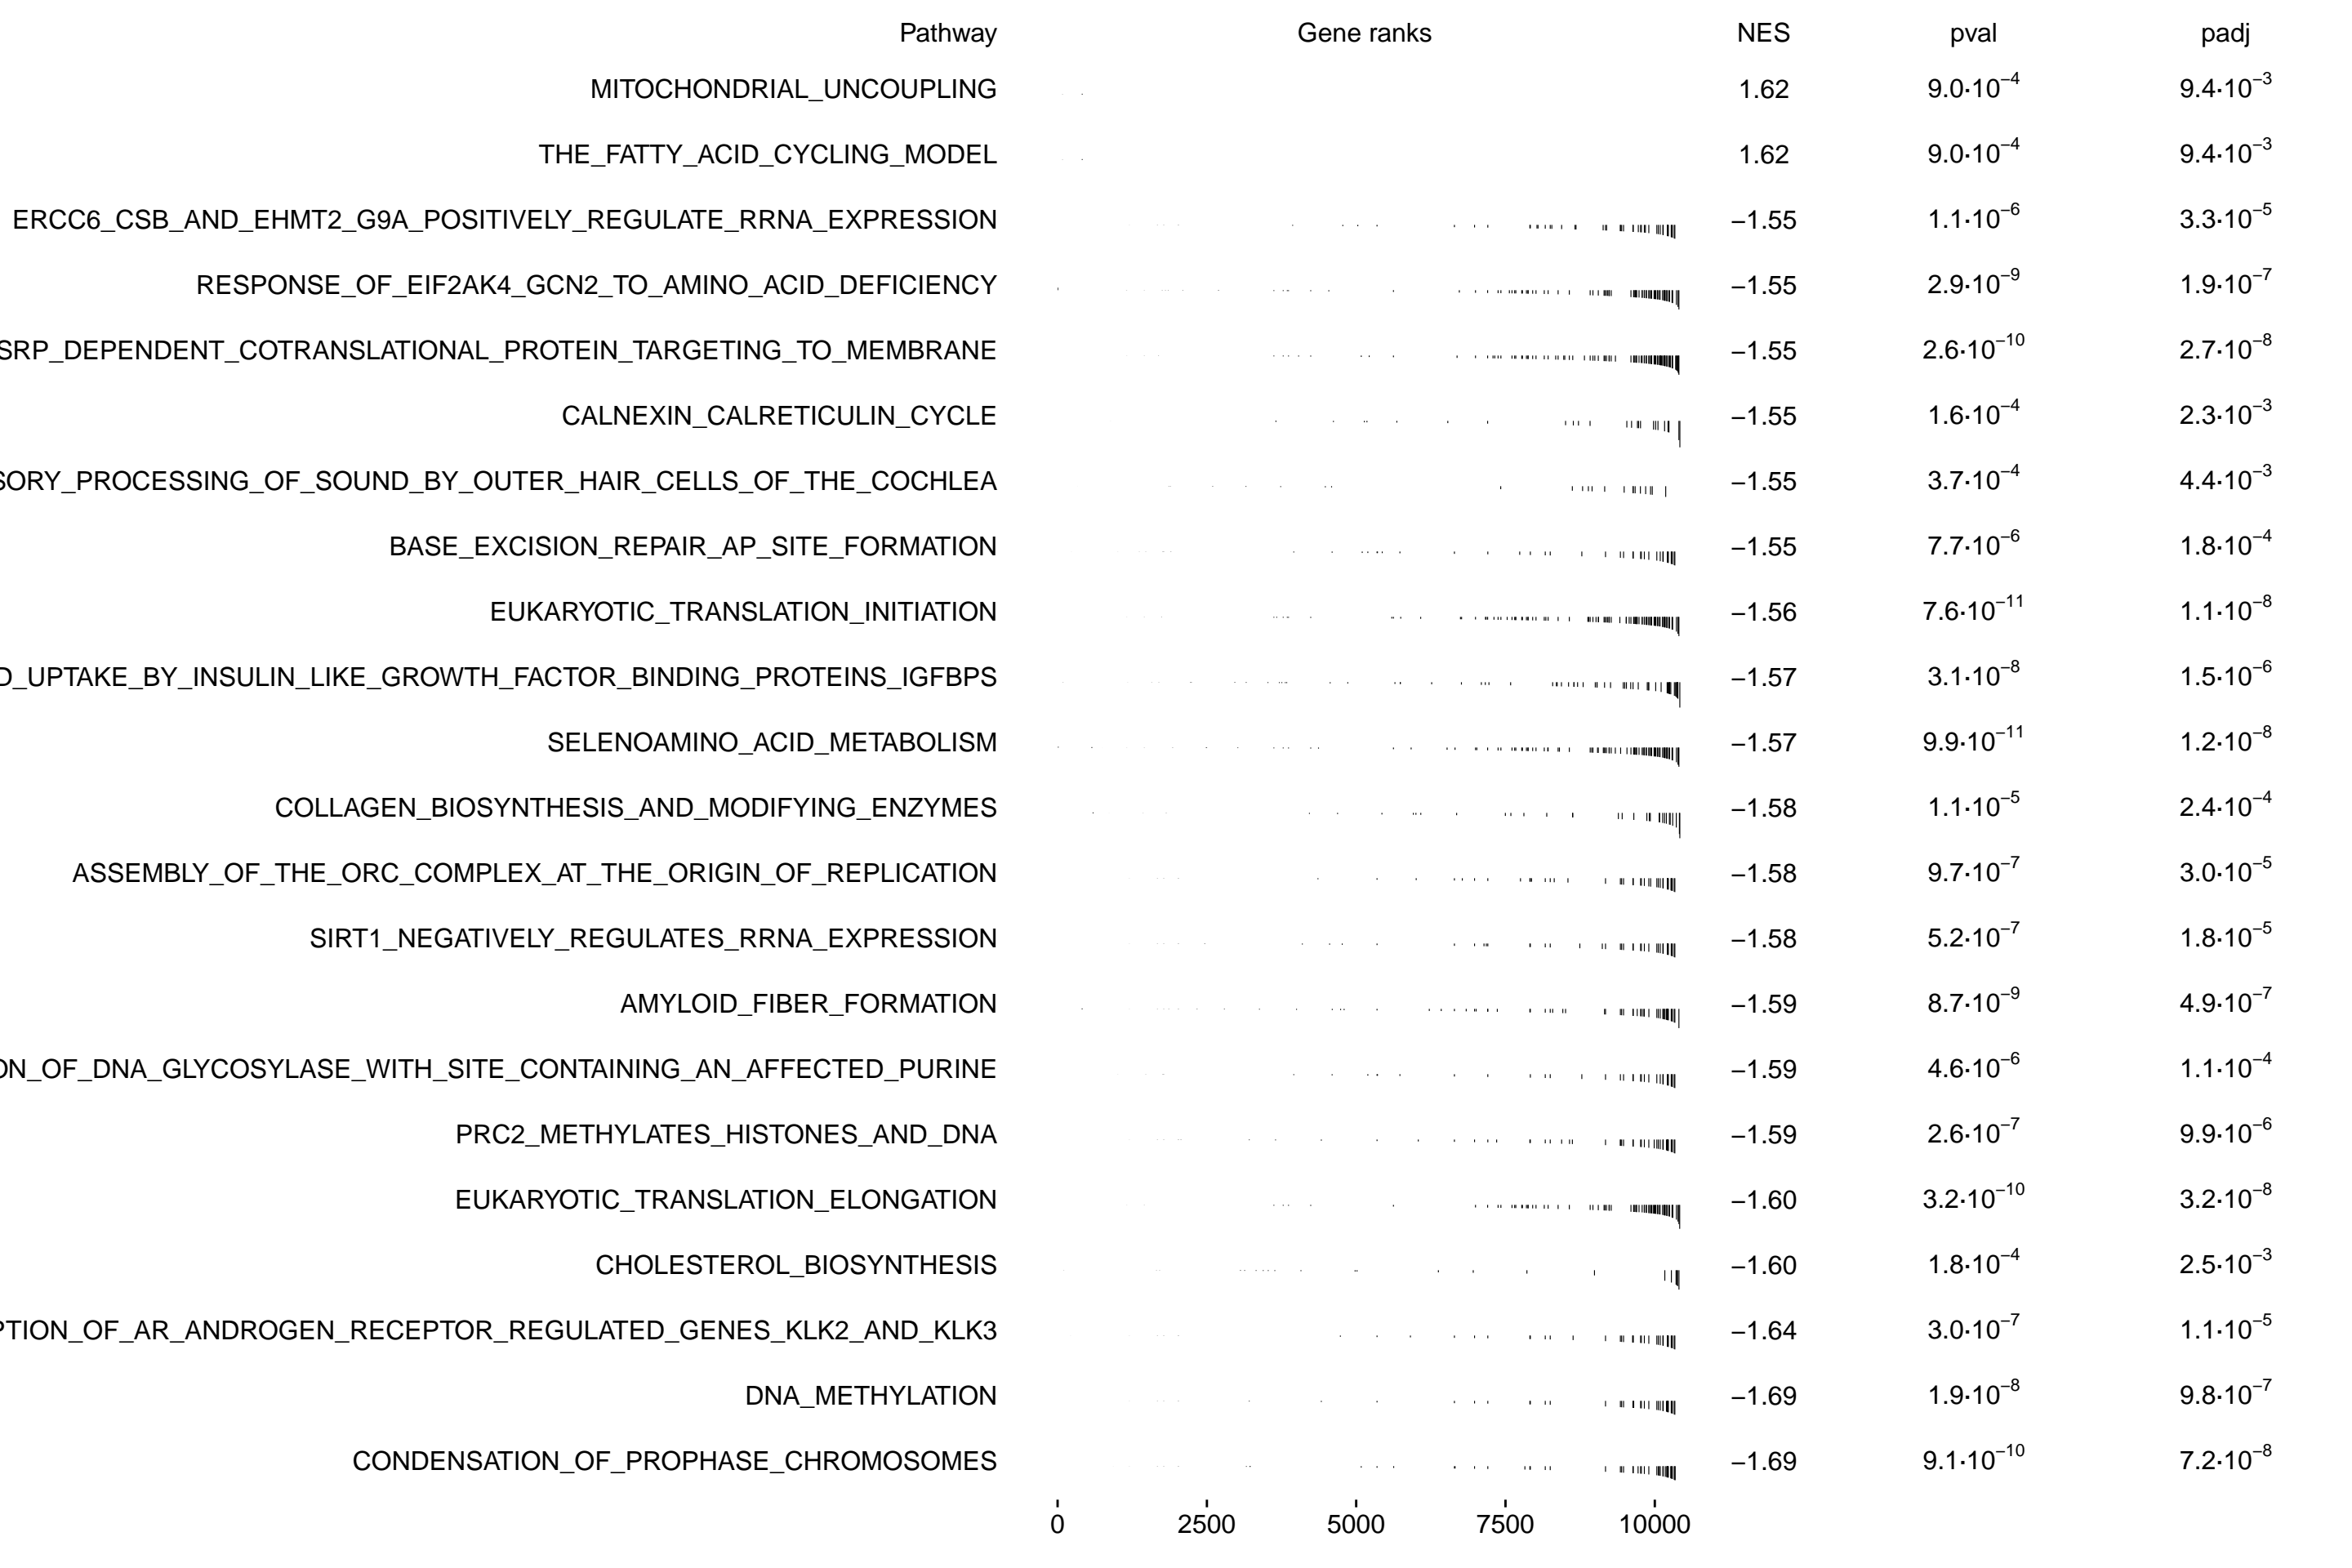 Pathway Gene ranks NES pval padj
MITOCHONDRIAL_UNCOUPLING 1.62 9.0·10⁻⁴ 9.4·10⁻³
THE_FATTY_ACID_CYCLING_MODEL 1.62 9.0·10⁻⁴ 9.4·10⁻³
ERCC6_CSB_AND_EHMT2_G9A_POSITIVELY_REGULATE_RRNA_EXPRESSION −1.55 1.1·10⁻⁶ 3.3·10⁻⁵
RESPONSE_OF_EIF2AK4_GCN2_TO_AMINO_ACID_DEFICIENCY −1.55 2.9·10⁻⁹ 1.9·10⁻⁷
SRP_DEPENDENT_COTRANSLATIONAL_PROTEIN_TARGETING_TO_MEMBRANE −1.55 2.6·10⁻¹⁰ 2.7·10⁻⁸
CALNEXIN_CALRETICULIN_CYCLE −1.55 1.6·10⁻⁴ 2.3·10⁻³
SORY_PROCESSING_OF_SOUND_BY_OUTER_HAIR_CELLS_OF_THE_COCHLEA −1.55 3.7·10⁻⁴ 4.4·10⁻³
BASE_EXCISION_REPAIR_AP_SITE_FORMATION −1.55 7.7·10⁻⁶ 1.8·10⁻⁴
EUKARYOTIC_TRANSLATION_INITIATION −1.56 7.6·10⁻¹¹ 1.1·10⁻⁸
D_UPTAKE_BY_INSULIN_LIKE_GROWTH_FACTOR_BINDING_PROTEINS_IGFBPS −1.57 3.1·10⁻⁸ 1.5·10⁻⁶
SELENOAMINO_ACID_METABOLISM −1.57 9.9·10⁻¹¹ 1.2·10⁻⁸
COLLAGEN_BIOSYNTHESIS_AND_MODIFYING_ENZYMES −1.58 1.1·10⁻⁵ 2.4·10⁻⁴
ASSEMBLY_OF_THE_ORC_COMPLEX_AT_THE_ORIGIN_OF_REPLICATION −1.58 9.7·10⁻⁷ 3.0·10⁻⁵
SIRT1_NEGATIVELY_REGULATES_RRNA_EXPRESSION −1.58 5.2·10⁻⁷ 1.8·10⁻⁵
AMYLOID_FIBER_FORMATION −1.59 8.7·10⁻⁹ 4.9·10⁻⁷
ON_OF_DNA_GLYCOSYLASE_WITH_SITE_CONTAINING_AN_AFFECTED_PURINE −1.59 4.6·10⁻⁶ 1.1·10⁻⁴
PRC2_METHYLATES_HISTONES_AND_DNA −1.59 2.6·10⁻⁷ 9.9·10⁻⁶
EUKARYOTIC_TRANSLATION_ELONGATION −1.60 3.2·10⁻¹⁰ 3.2·10⁻⁸
CHOLESTEROL_BIOSYNTHESIS −1.60 1.8·10⁻⁴ 2.5·10⁻³
PTION_OF_AR_ANDROGEN_RECEPTOR_REGULATED_GENES_KLK2_AND_KLK3 −1.64 3.0·10⁻⁷ 1.1·10⁻⁵
DNA_METHYLATION −1.69 1.9·10⁻⁸ 9.8·10⁻⁷
CONDENSATION_OF_PROPHASE_CHROMOSOMES −1.69 9.1·10⁻¹⁰ 7.2·10⁻⁸
0 2500 5000 7500 10000